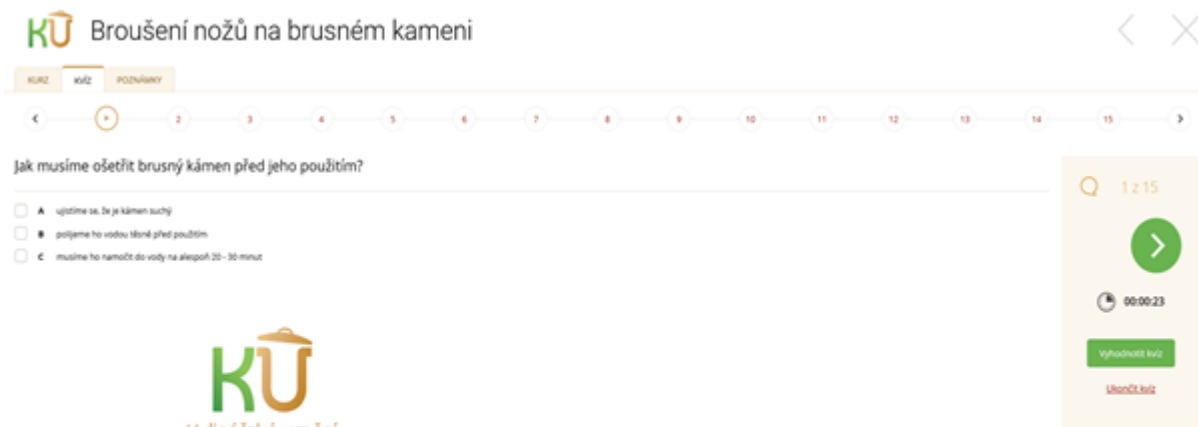 KU Broušení nožů na brusném kameni
KURZ KVÍZ POZNÁMKY
2 3 4 5 6 7 8 9 10 11 12 13 14 15
Jak musíme ošetřit brusný kámen před jeho použitím?
A ujistíme se, že je kámen suchý
B polijeme ho vodou těsně před použitím
C musíme ho namočit do vody na alespoň 20 - 30 minut
1 z 15
00:00:23
Vyhodnotit kvíz
Ukončit kvíz
KU